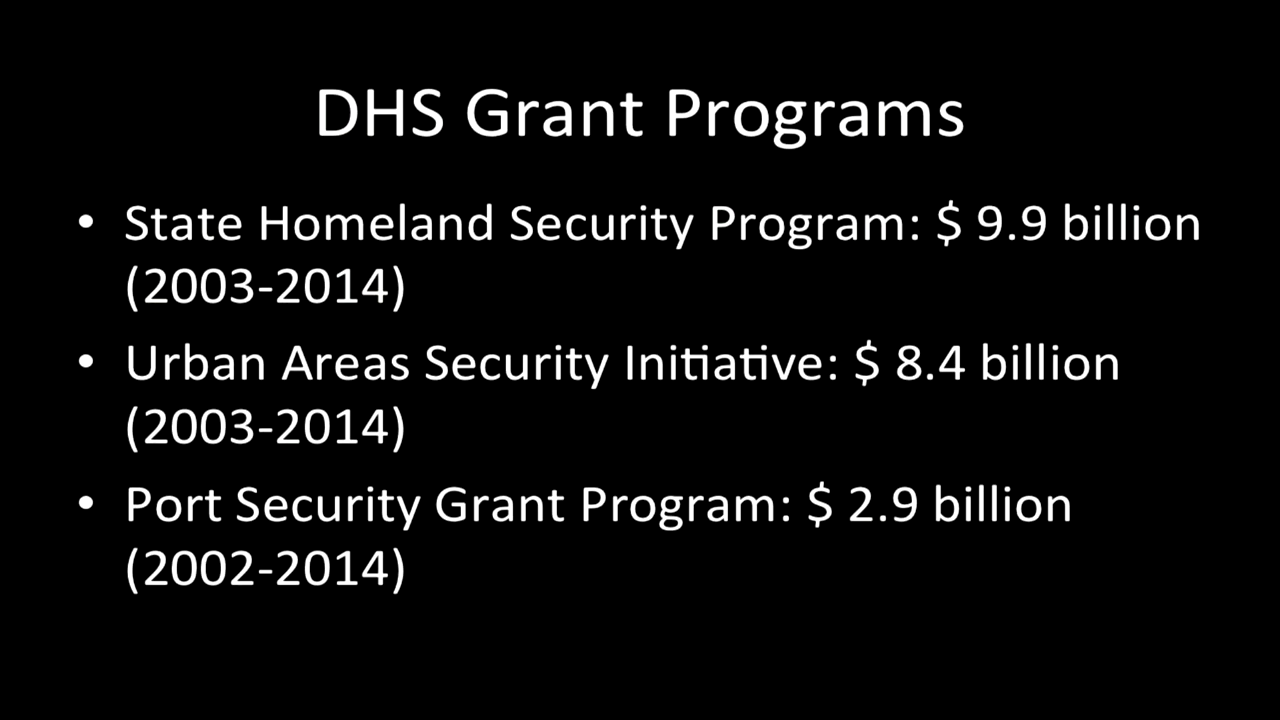 DHS Grant Programs
• State Homeland Security Program: $ 9.9 billion
(2003-2014)
• Urban Areas Security Initiative: $ 8.4 billion
(2003-2014)
• Port Security Grant Program: $ 2.9 billion
(2002-2014)